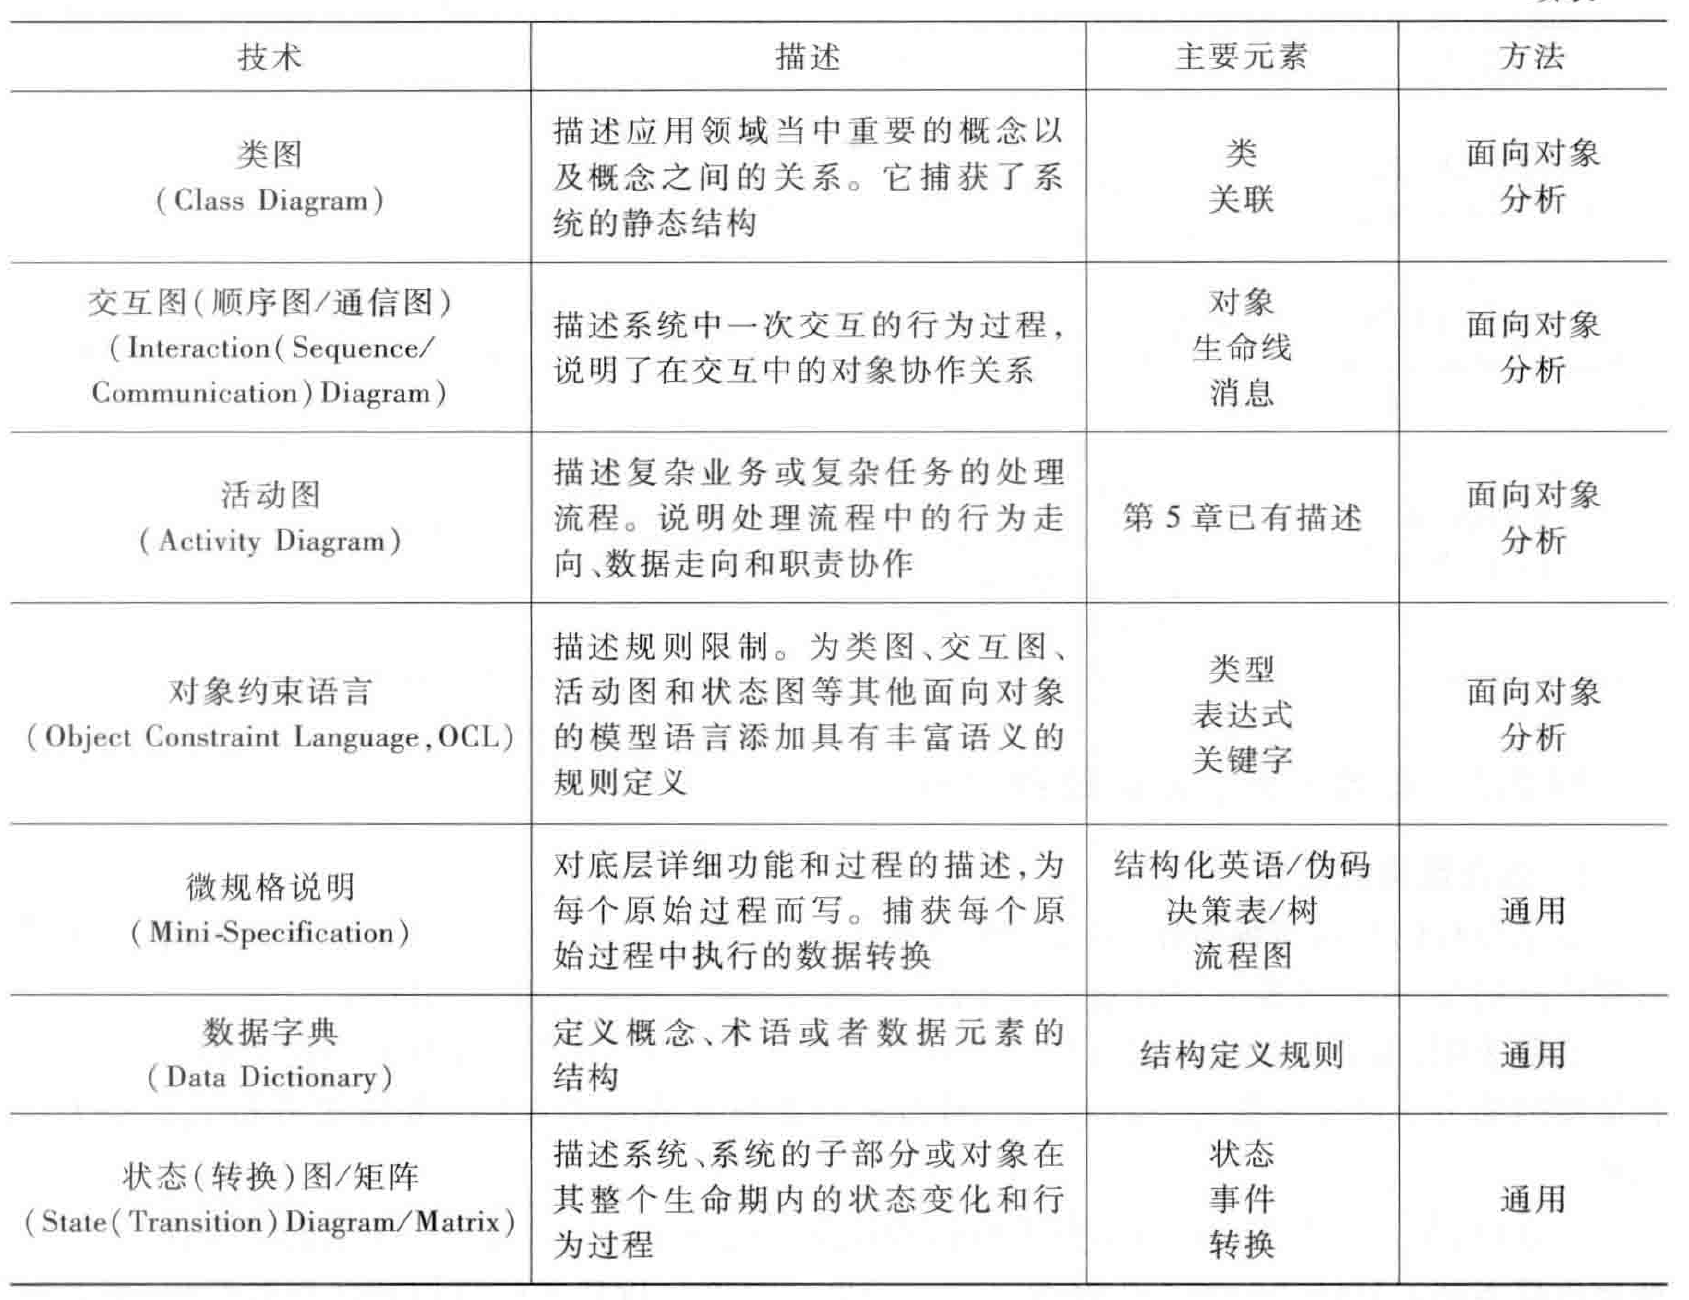 技术 描述 主要元素 方法
类图
(Class Diagram)
描述应用领域当中重要的概念以
及概念之间的关系。它捕获了系
统的静态结构
类
关联
面向对象
分析
交互图(顺序图/通信图)
(Interaction(Sequence/
Communication)Diagram)
描述系统中一次交互的行为过程,
说明了在交互中的对象协作关系
对象
生命线
消息
面向对象
分析
活动图
(Activity Diagram)
描述复杂业务或复杂任务的处理
流程。说明处理流程中的行为走
向、数据走向和职责协作
第5章已有描述
面向对象
分析
对象约束语言
(Object Constraint Language,OCL)
描述规则限制。为类图、交互图、
活动图和状态图等其他面向对象
的模型语言添加具有丰富语义的
规则定义
类型
表达式
关键字
面向对象
分析
微规格说明
(Mini-Specification)
对底层详细功能和过程的描述,为
每个原始过程而写。捕获每个原
始过程中执行的数据转换
结构化英语/伪码
决策表/树
流程图
通用
数据字典
(Data Dictionary)
定义概念、术语或者数据元素的
结构
结构定义规则
通用
状态(转换)图/矩阵
(State(Transition)Diagram/Matrix)
描述系统、系统的子部分或对象在
其整个生命期内的状态变化和行
为过程
状态
事件
转换
通用